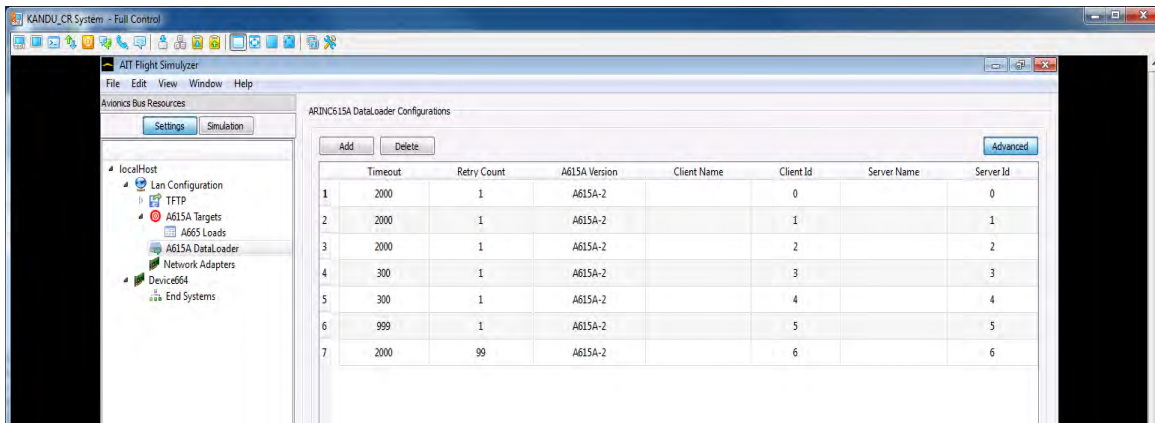 KANDU_CR System - Full Control
AIT Flight Simulyzer
File Edit View Window Help
Avionics Bus Resources
Settings Simulation
localHost
Lan Configuration
TFTP
A615A Targets
A665 Loads
A615A DataLoader
Network Adapters
Device664
End Systems
ARINC615A DataLoader Configurations
Add Delete Advanced
Timeout Retry Count A615A Version Client Name Client Id Server Name Server Id
1 2000 1 A615A-2 0 0
2 2000 1 A615A-2 1 1
3 2000 1 A615A-2 2 2
4 300 1 A615A-2 3 3
5 300 1 A615A-2 4 4
6 999 1 A615A-2 5 5
7 2000 99 A615A-2 6 6